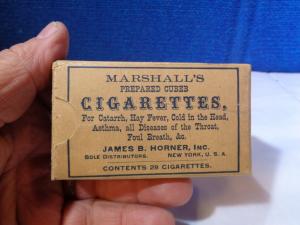 MARSHALL'S
PREPARED CUBEB
CIGARETTES,
For Catarrh, Hay Fever, Cold in the Head,
Asthma, all Diseases of the Throat,
Foul Breath, &c.
JAMES B. HORNER, Inc.
SOLE DISTRIBUTORS. NEW YORK, U. S. A.
CONTENTS 29 CIGARETTES.